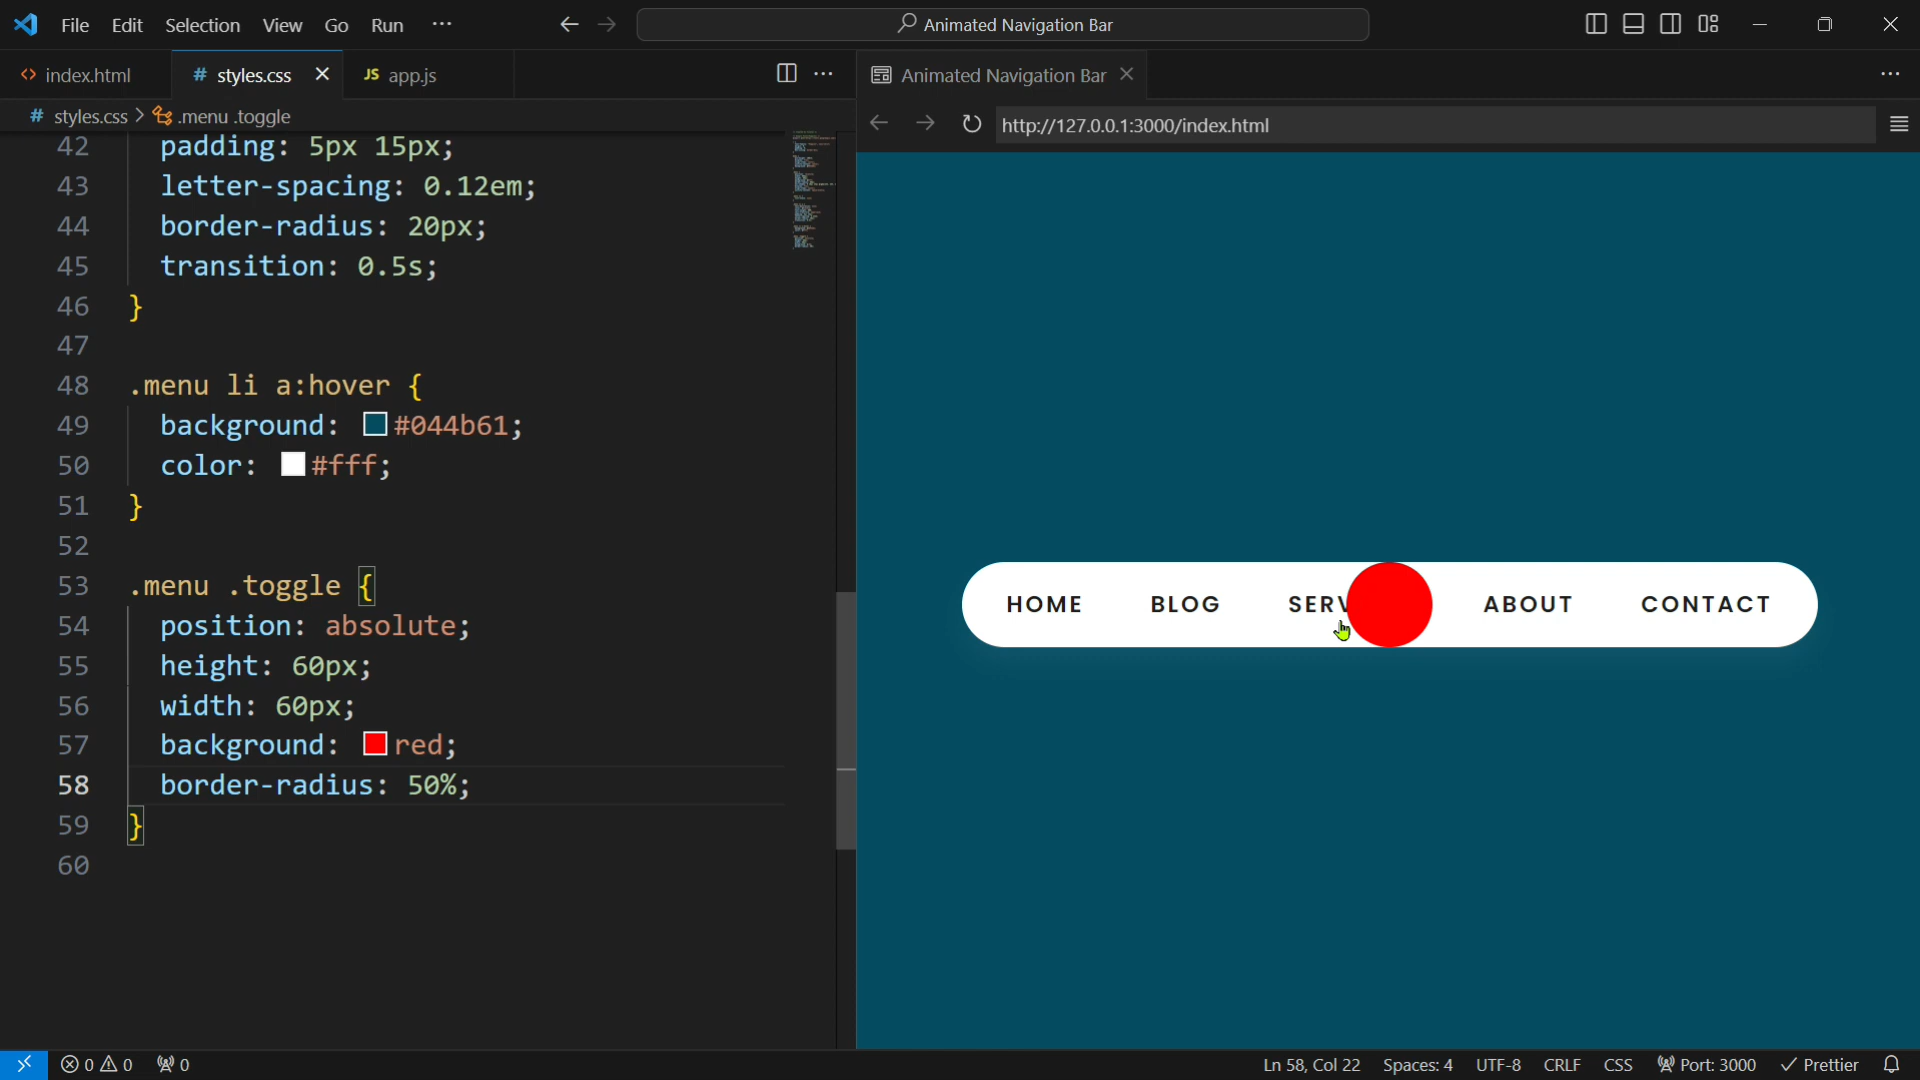 File Edit Selection View Go Run ···
Animated Navigation Bar
index.html
# styles.css
JS app.js
Animated Navigation Bar
# styles.css > .menu .toggle
http://127.0.0.1:3000/index.html
42 padding: 5px 15px;
43 letter-spacing: 0.12em;
44 border-radius: 20px;
45 transition: 0.5s;
46 }
47
48 .menu li a:hover {
49 background: #044b61;
50 color: #fff;
51 }
52
53 .menu .toggle {
54 position: absolute;
55 height: 60px;
56 width: 60px;
57 background: red;
58 border-radius: 50%;
59 }
60
HOME BLOG SERV ABOUT CONTACT
0 0 0
Ln 58, Col 22 Spaces: 4 UTF-8 CRLF CSS Port: 3000 Prettier